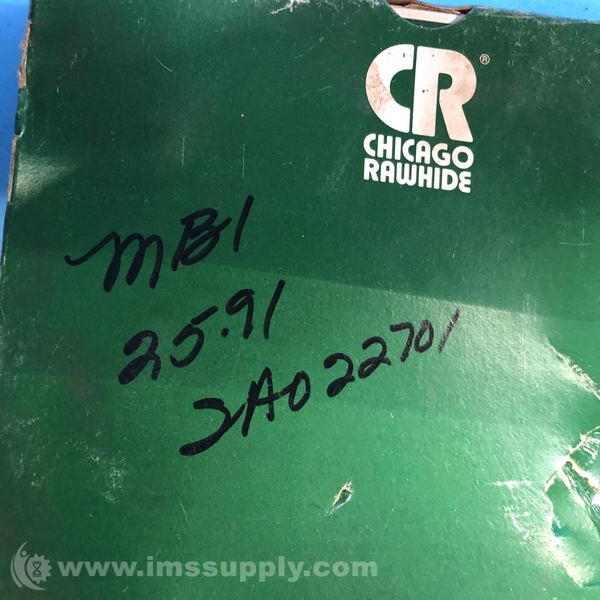 CR®
CHICAGO
RAWHIDE
MB1
25.91
2A022701
www.imssupply.com